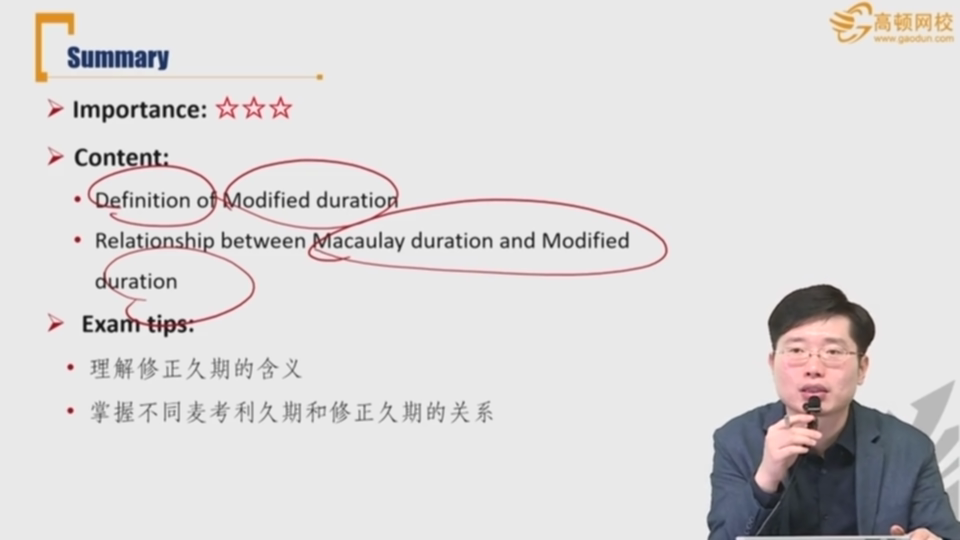 高顿网校
www.gaodun.com
Summary
Importance: ☆☆☆
Content:
Definition of Modified duration
Relationship between Macaulay duration and Modified
duration
Exam tips:
理解修正久期的含义
掌握不同麦考利久期和修正久期的关系